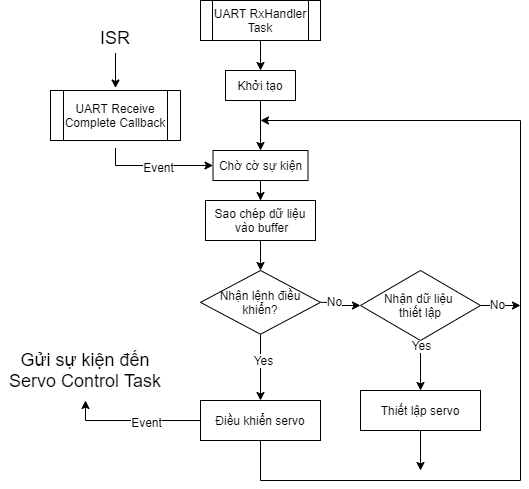 UART RxHandler
Task
ISR
Khởi tạo
UART Receive
Complete Callback
Event
Chờ cờ sự kiện
Sao chép dữ liệu
vào buffer
Nhận lệnh điều
khiển?
No
Nhận dữ liệu
thiết lập
No
Yes
Yes
Gửi sự kiện đến
Servo Control Task
Event
Điều khiển servo
Thiết lập servo